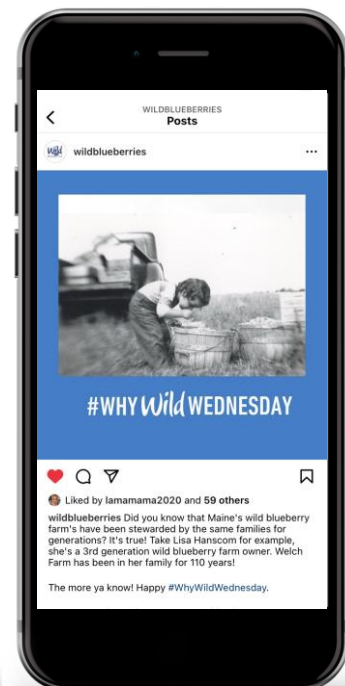 WILDBLUEBERRIES
Posts
Wild
wildblueberries
#WHY Wild WEDNESDAY
Liked by lamamama2020 and 59 others
wildblueberries Did you know that Maine's wild blueberry
farm's have been stewarded by the same families for
generations? It's true! Take Lisa Hanscom for example,
she's a 3rd generation wild blueberry farm owner. Welch
Farm has been in her family for 110 years!
The more ya know! Happy #WhyWildWednesday.